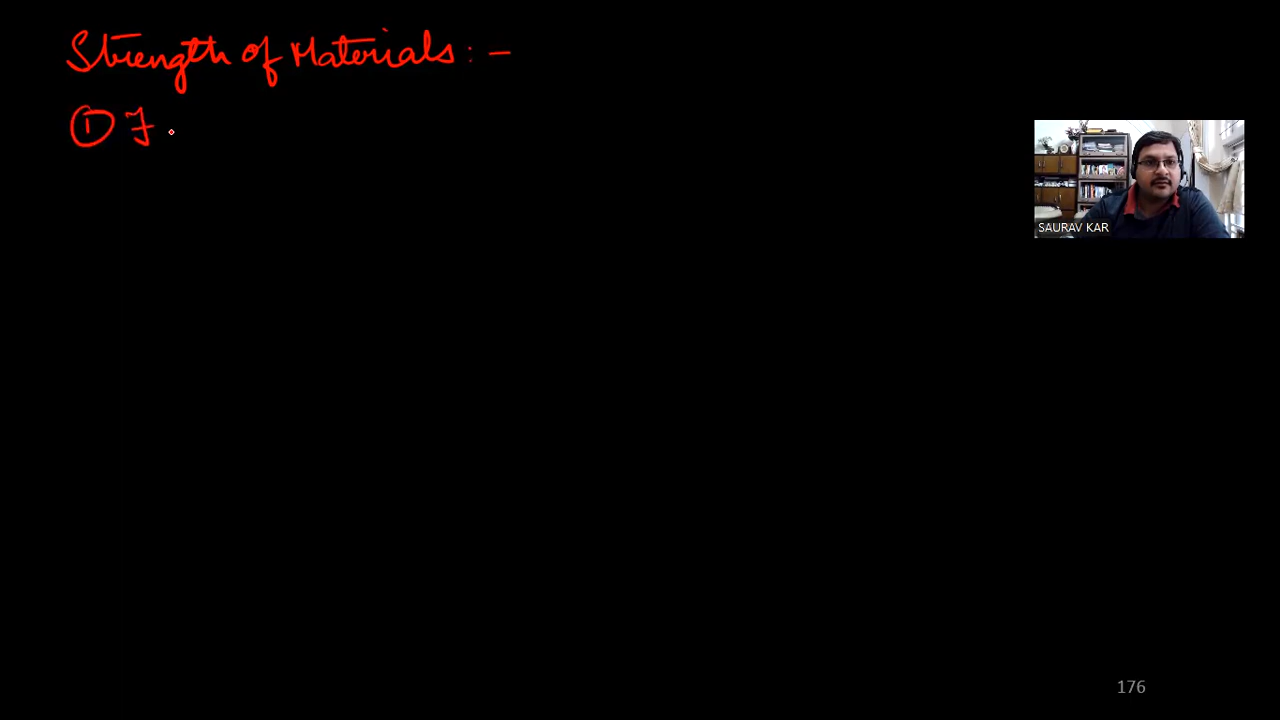 Strength of Materials : –
① F
SAURAV KAR
176